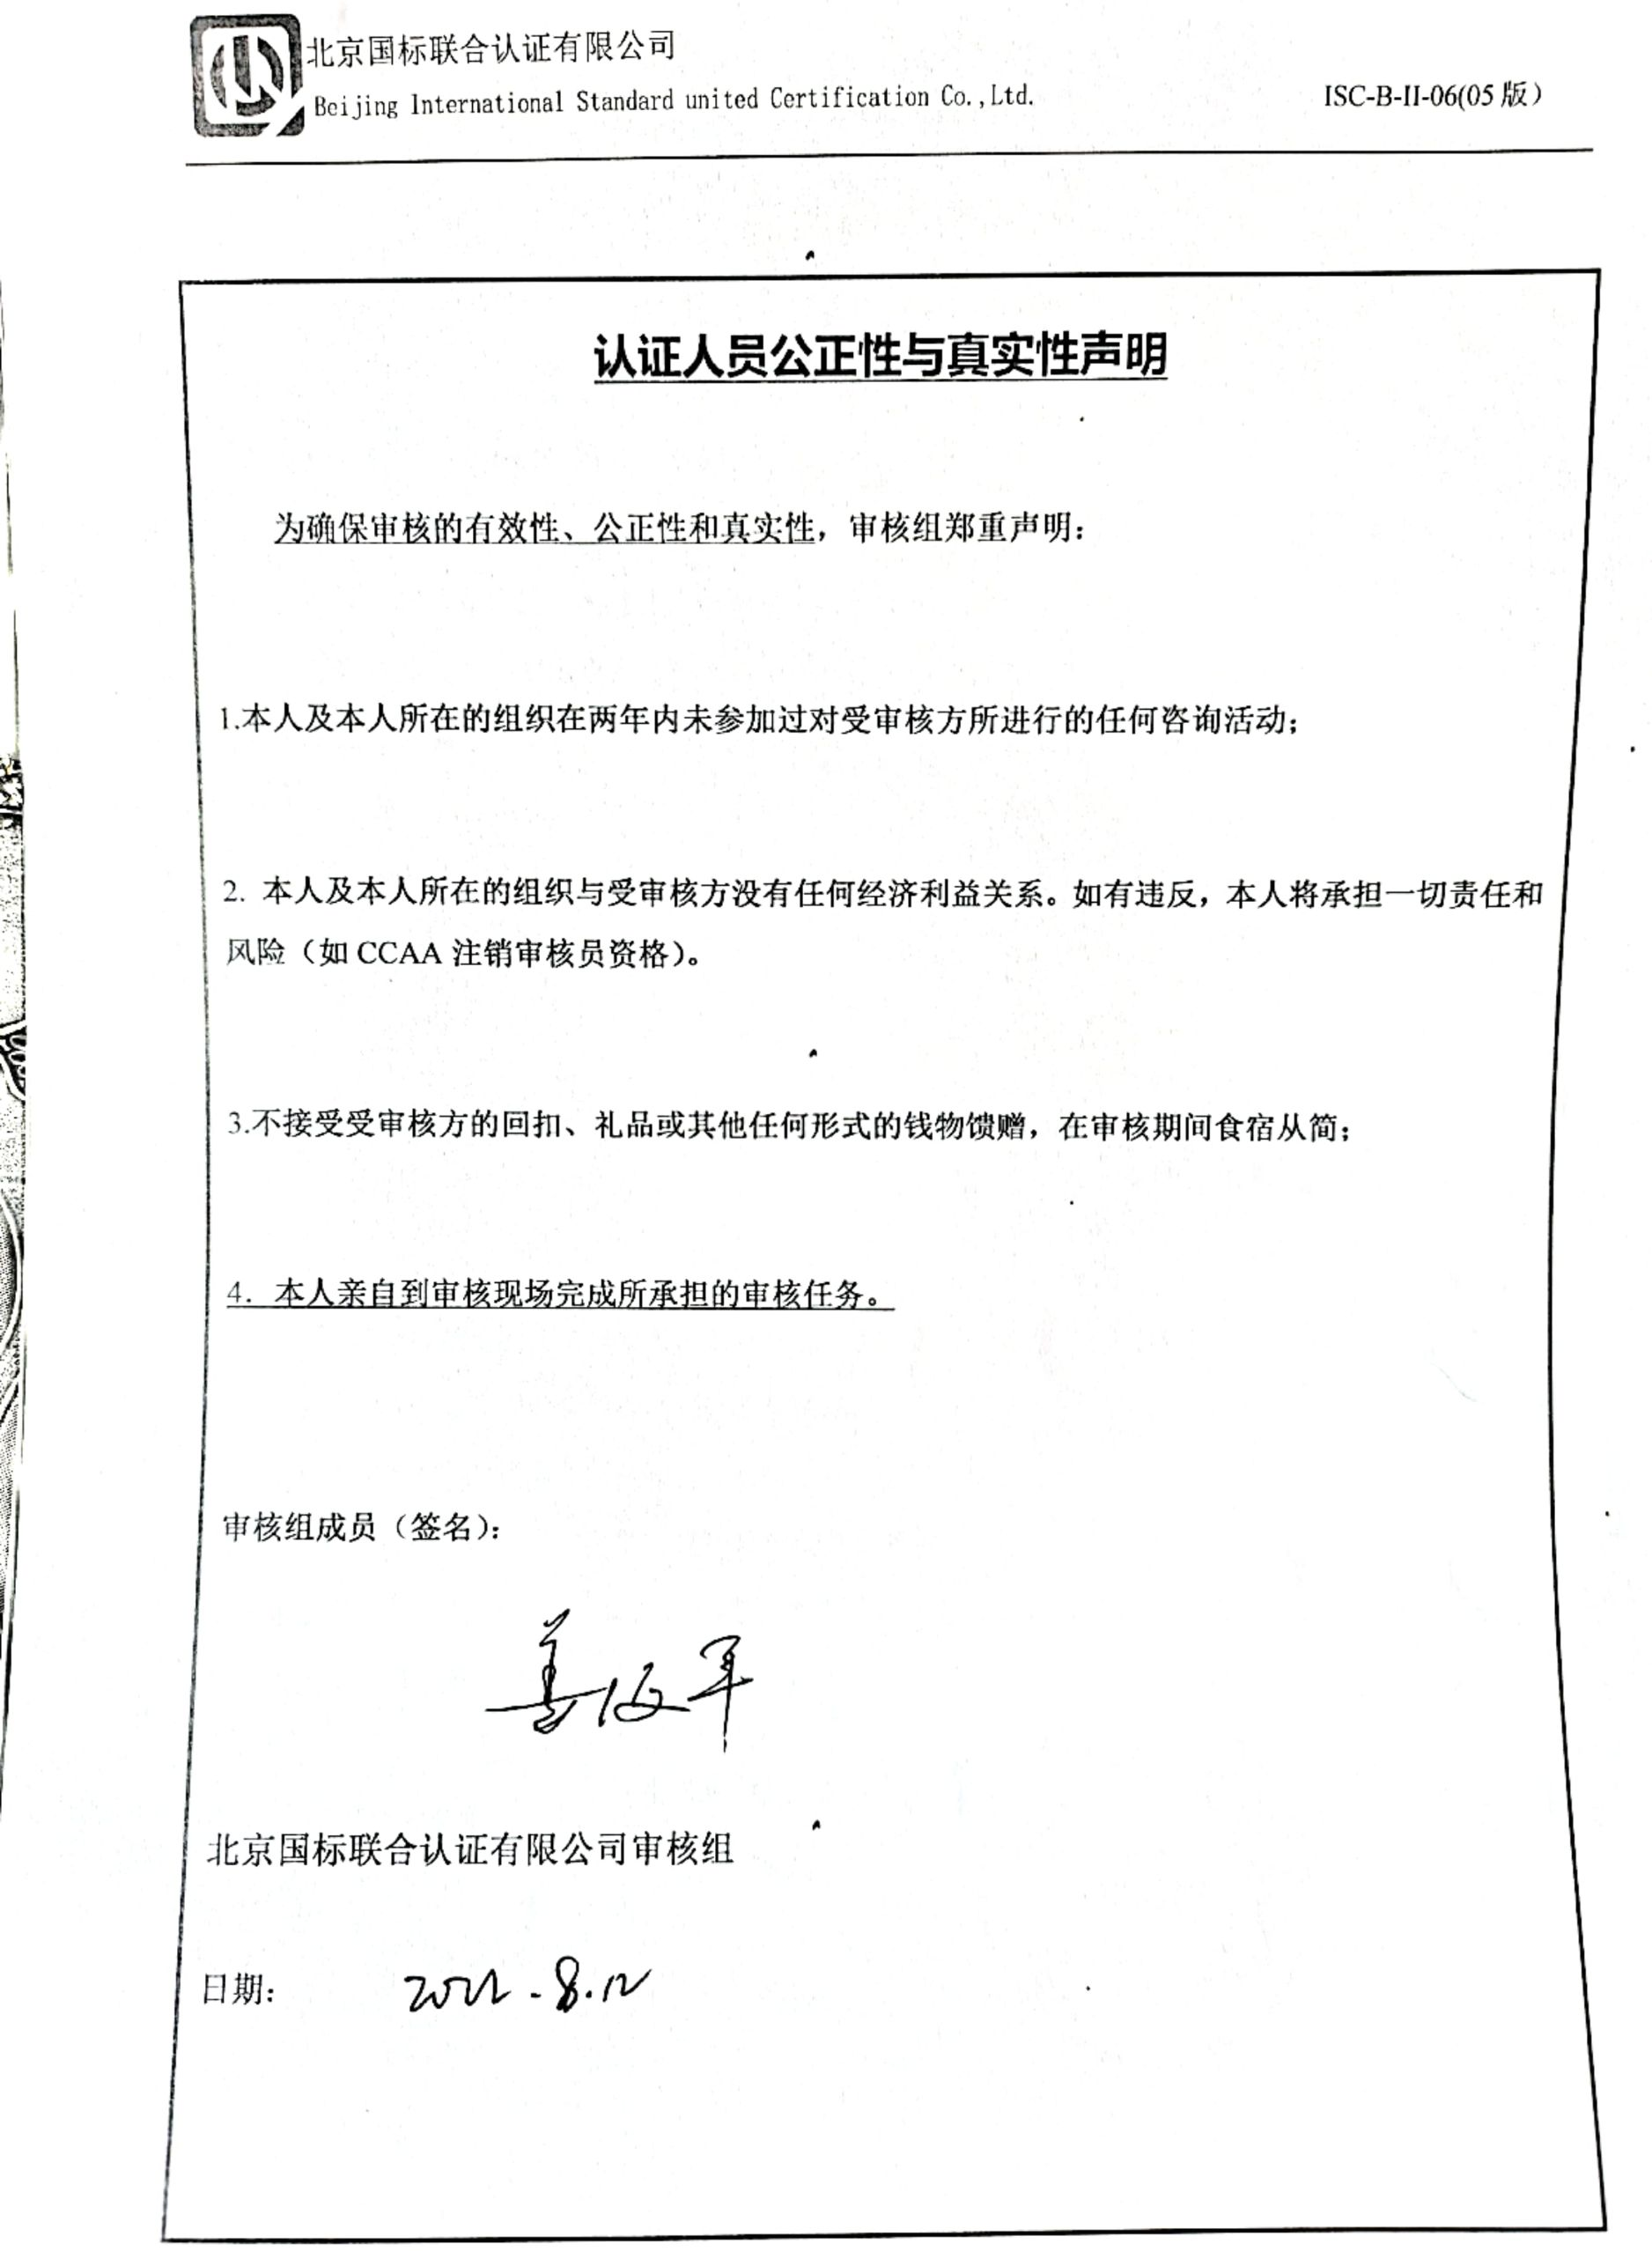 北京国标联合认证有限公司
Beijing International Standard united Certification Co.,Ltd.
ISC-B-II-06(05版）
认证人员公正性与真实性声明
为确保审核的有效性、公正性和真实性，审核组郑重声明：
1.本人及本人所在的组织在两年内未参加过对受审核方所进行的任何咨询活动；
2. 本人及本人所在的组织与受审核方没有任何经济利益关系。如有违反，本人将承担一切责任和
风险（如 CCAA 注销审核员资格）。
3.不接受受审核方的回扣、礼品或其他任何形式的钱物馈赠，在审核期间食宿从简；
4. 本人亲自到审核现场完成所承担的审核任务。
审核组成员（签名）：
北京国标联合认证有限公司审核组
日期： 2022-8.12